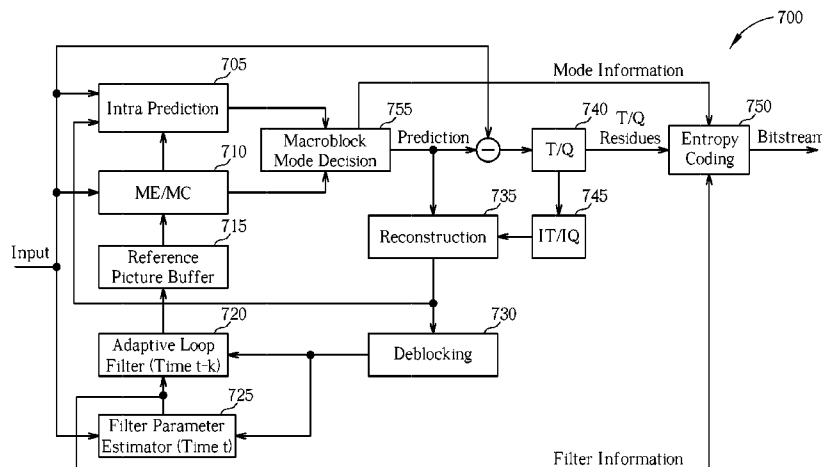 700
705
Intra Prediction
Mode Information
755
Macroblock
Mode Decision
Prediction
740
T/Q
T/Q
Residues
750
Entropy
Coding
Bitstream
710
ME/MC
735
Reconstruction
745
IT/IQ
Input
715
Reference
Picture Buffer
720
Adaptive Loop
Filter (Time t-k)
730
Deblocking
725
Filter Parameter
Estimator (Time t)
Filter Information